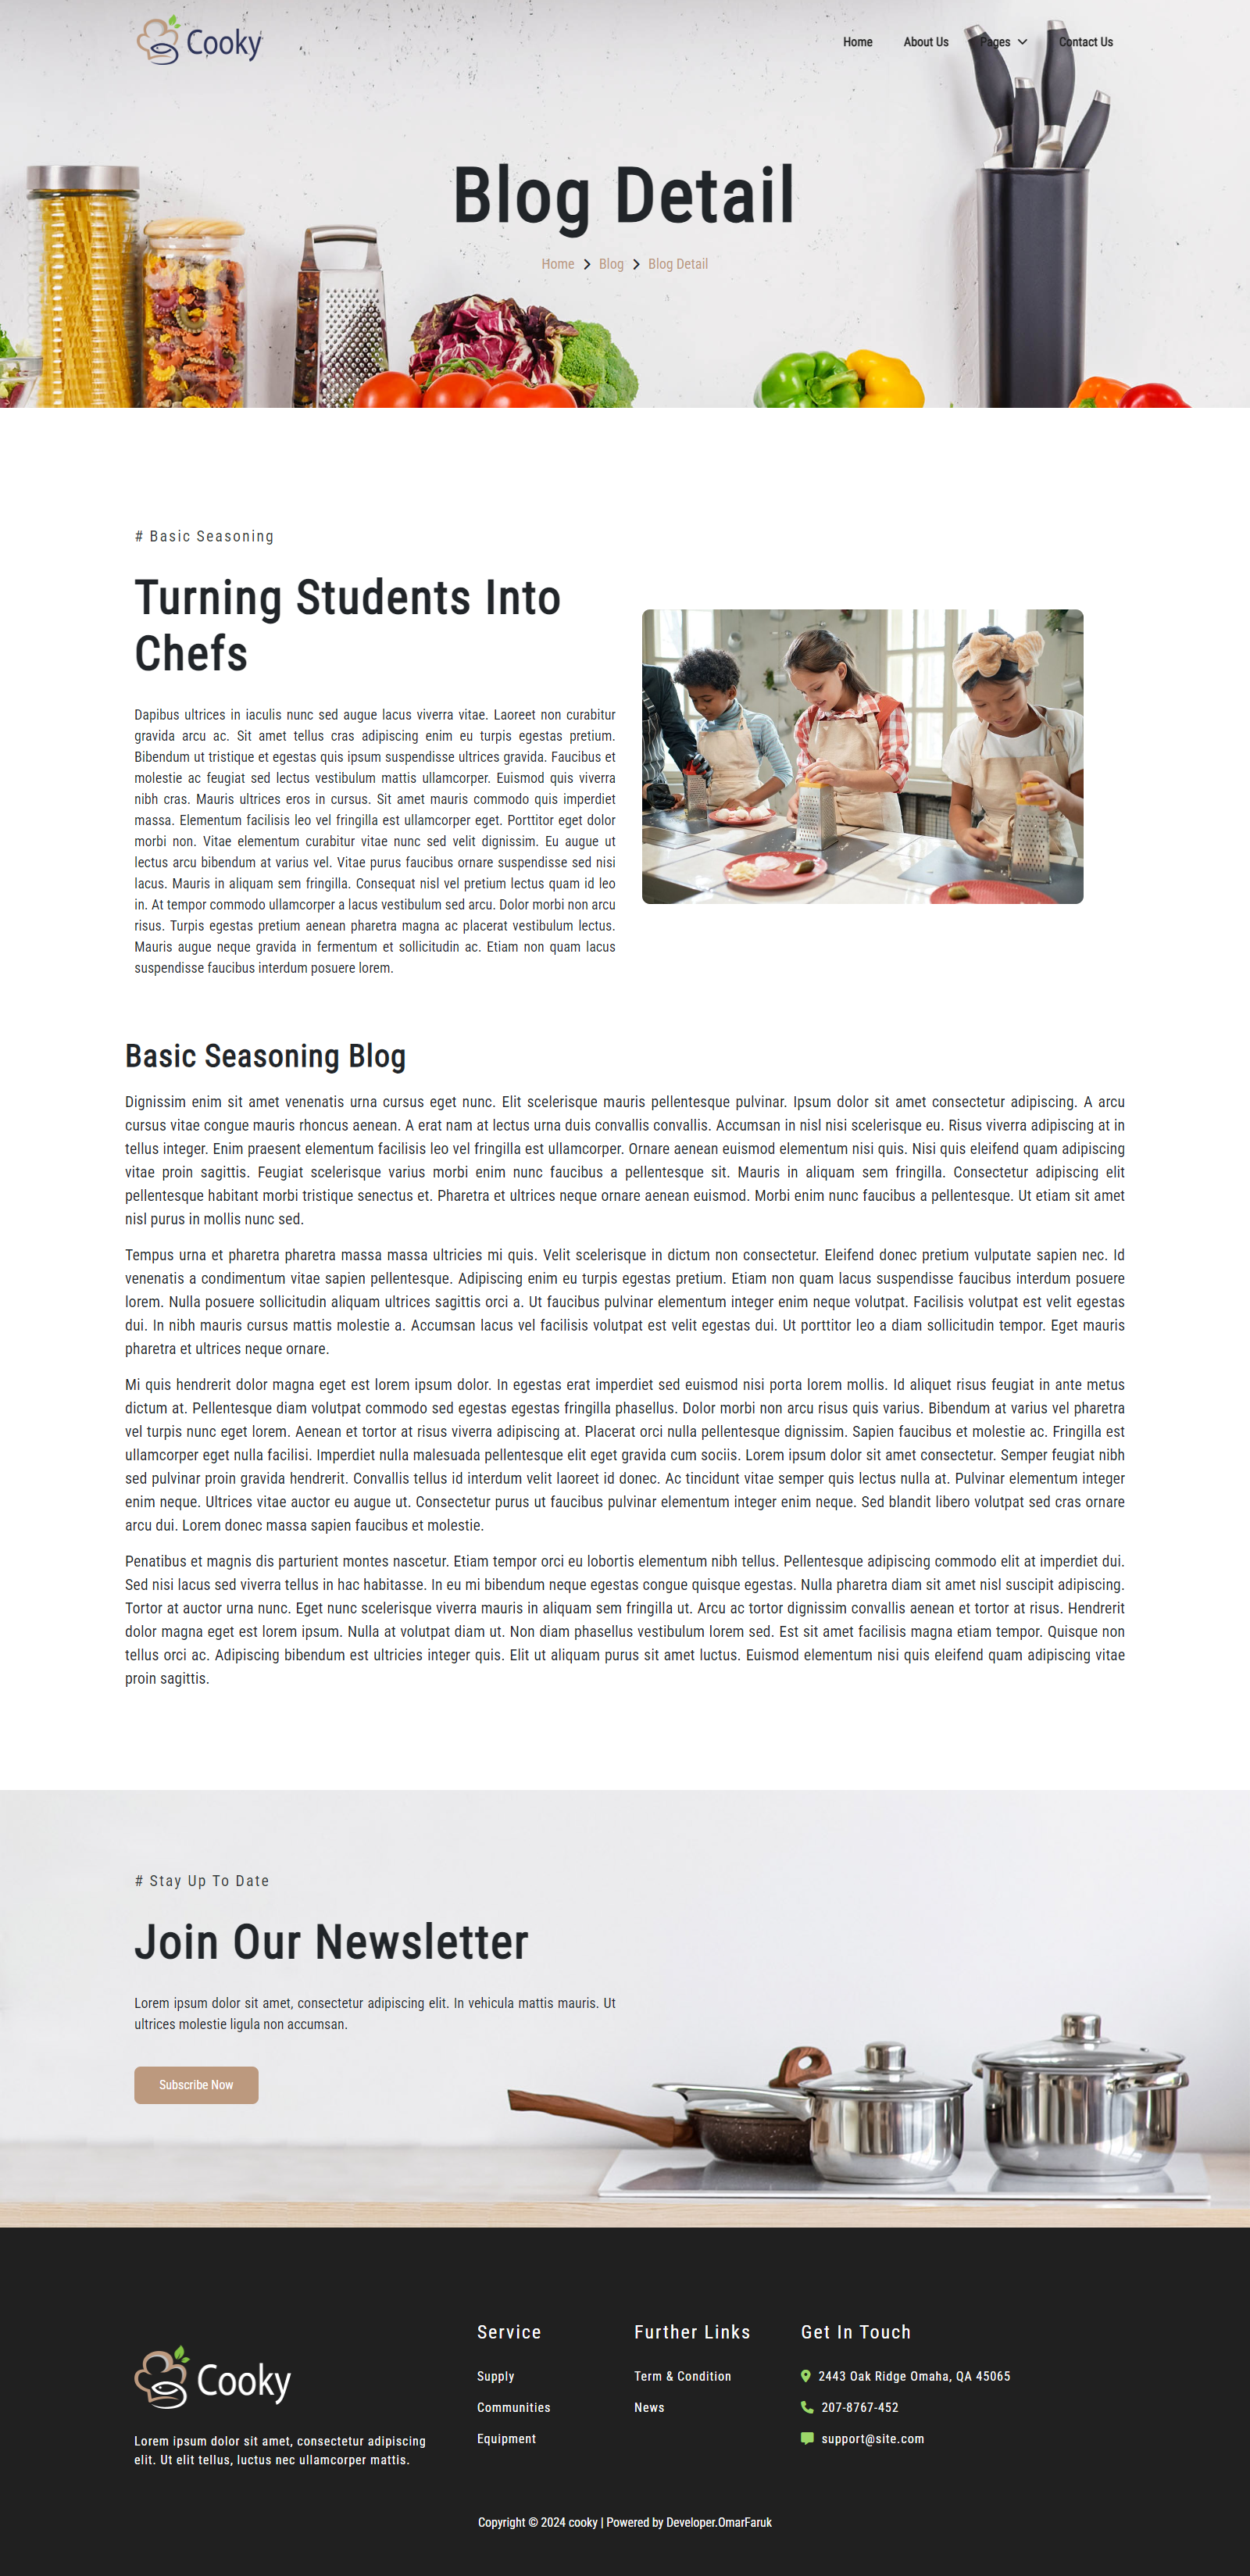 Cooky
Home About Us Pages Contact Us
Blog Detail
Home Blog Blog Detail
# Basic Seasoning
Turning Students Into
Chefs
Dapibus ultrices in iaculis nunc sed augue lacus viverra vitae. Laoreet non curabitur
gravida arcu ac. Sit amet tellus cras adipiscing enim eu turpis egestas pretium.
Bibendum ut tristique et egestas quis ipsum suspendisse ultrices gravida. Faucibus et
molestie ac feugiat sed lectus vestibulum mattis ullamcorper. Euismod quis viverra
nibh cras. Mauris ultrices eros in cursus. Sit amet mauris commodo quis imperdiet
massa. Elementum facilisis leo vel fringilla est ullamcorper eget. Porttitor eget dolor
morbi non. Vitae elementum curabitur vitae nunc sed velit dignissim. Eu augue ut
lectus arcu bibendum at varius vel. Vitae purus faucibus ornare suspendisse sed nisi
lacus. Mauris in aliquam sem fringilla. Consequat nisl vel pretium lectus quam id leo
in. At tempor commodo ullamcorper a lacus vestibulum sed arcu. Dolor morbi non arcu
risus. Turpis egestas pretium aenean pharetra magna ac placerat vestibulum lectus.
Mauris augue neque gravida in fermentum et sollicitudin ac. Etiam non quam lacus
suspendisse faucibus interdum posuere lorem.
Basic Seasoning Blog
Dignissim enim sit amet venenatis urna cursus eget nunc. Elit scelerisque mauris pellentesque pulvinar. Ipsum dolor sit amet consectetur adipiscing. A arcu
cursus vitae congue mauris rhoncus aenean. A erat nam at lectus urna duis convallis convallis. Accumsan in nisl nisi scelerisque eu. Risus viverra adipiscing at in
tellus integer. Enim praesent elementum facilisis leo vel fringilla est ullamcorper. Ornare aenean euismod elementum nisi quis. Nisi quis eleifend quam adipiscing
vitae proin sagittis. Feugiat scelerisque varius morbi enim nunc faucibus a pellentesque sit. Mauris in aliquam sem fringilla. Consectetur adipiscing elit
pellentesque habitant morbi tristique senectus et. Pharetra et ultrices neque ornare aenean euismod. Morbi enim nunc faucibus a pellentesque. Ut etiam sit amet
nisl purus in mollis nunc sed.
Tempus urna et pharetra pharetra massa massa ultricies mi quis. Velit scelerisque in dictum non consectetur. Eleifend donec pretium vulputate sapien nec. Id
venenatis a condimentum vitae sapien pellentesque. Adipiscing enim eu turpis egestas pretium. Etiam non quam lacus suspendisse faucibus interdum posuere
lorem. Nulla posuere sollicitudin aliquam ultrices sagittis orci a. Ut faucibus pulvinar elementum integer enim neque volutpat. Facilisis volutpat est velit egestas
dui. In nibh mauris cursus mattis molestie a. Accumsan lacus vel facilisis volutpat est velit egestas dui. Ut porttitor leo a diam sollicitudin tempor. Eget mauris
pharetra et ultrices neque ornare.
Mi quis hendrerit dolor magna eget est lorem ipsum dolor. In egestas erat imperdiet sed euismod nisi porta lorem mollis. Id aliquet risus feugiat in ante metus
dictum at. Pellentesque diam volutpat commodo sed egestas egestas fringilla phasellus. Dolor morbi non arcu risus quis varius. Bibendum at varius vel pharetra
vel turpis nunc eget lorem. Aenean et tortor at risus viverra adipiscing at. Placerat orci nulla pellentesque dignissim. Sapien faucibus et molestie ac. Fringilla est
ullamcorper eget nulla facilisi. Imperdiet nulla malesuada pellentesque elit eget gravida cum sociis. Lorem ipsum dolor sit amet consectetur. Semper feugiat nibh
sed pulvinar proin gravida hendrerit. Convallis tellus id interdum velit laoreet id donec. Ac tincidunt vitae semper quis lectus nulla at. Pulvinar elementum integer
enim neque. Ultrices vitae auctor eu augue ut. Consectetur purus ut faucibus pulvinar elementum integer enim neque. Sed blandit libero volutpat sed cras ornare
arcu dui. Lorem donec massa sapien faucibus et molestie.
Penatibus et magnis dis parturient montes nascetur. Etiam tempor orci eu lobortis elementum nibh tellus. Pellentesque adipiscing commodo elit at imperdiet dui.
Sed nisi lacus sed viverra tellus in hac habitasse. In eu mi bibendum neque egestas congue quisque egestas. Nulla pharetra diam sit amet nisl suscipit adipiscing.
Tortor at auctor urna nunc. Eget nunc scelerisque viverra mauris in aliquam sem fringilla ut. Arcu ac tortor dignissim convallis aenean et tortor at risus. Hendrerit
dolor magna eget est lorem ipsum. Nulla at volutpat diam ut. Non diam phasellus vestibulum lorem sed. Est sit amet facilisis magna etiam tempor. Quisque non
tellus orci ac. Adipiscing bibendum est ultricies integer quis. Elit ut aliquam purus sit amet luctus. Euismod elementum nisi quis eleifend quam adipiscing vitae
proin sagittis.
# Stay Up To Date
Join Our Newsletter
Lorem ipsum dolor sit amet, consectetur adipiscing elit. In vehicula mattis mauris. Ut
ultrices molestie ligula non accumsan.
Subscribe Now
Cooky
Lorem ipsum dolor sit amet, consectetur adipiscing
elit. Ut elit tellus, luctus nec ullamcorper mattis.
Service
Supply
Communities
Equipment
Further Links
Term & Condition
News
Get In Touch
2443 Oak Ridge Omaha, QA 45065
207-8767-452
support@site.com
Copyright © 2024 cooky | Powered by Developer.OmarFaruk